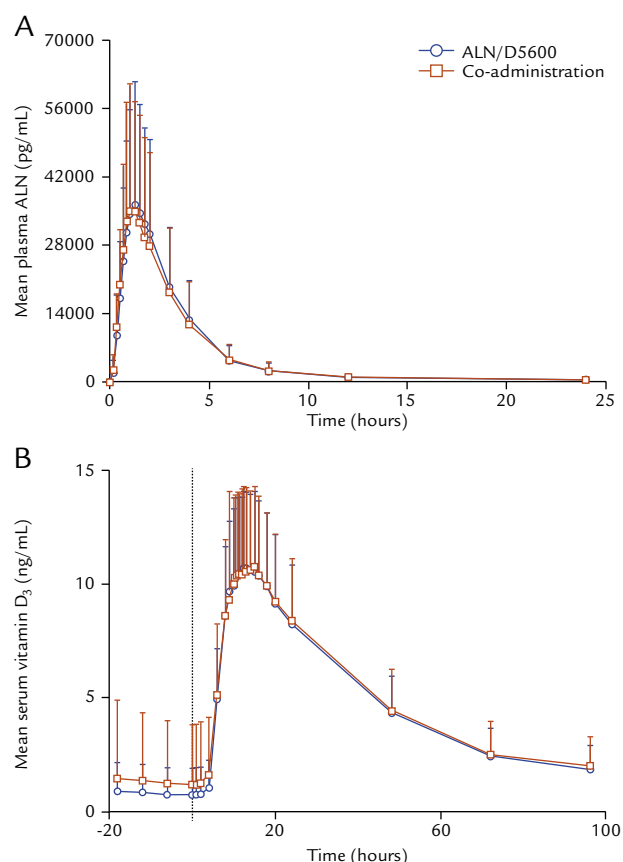 A
70000
56000
42000
28000
14000
0
Mean plasma ALN (pg/mL)
ALN/D5600
Co-administration
0 5 10 15 20 25
Time (hours)
B
15
10
5
0
Mean serum vitamin D₃ (ng/mL)
-20 20 60 100
Time (hours)